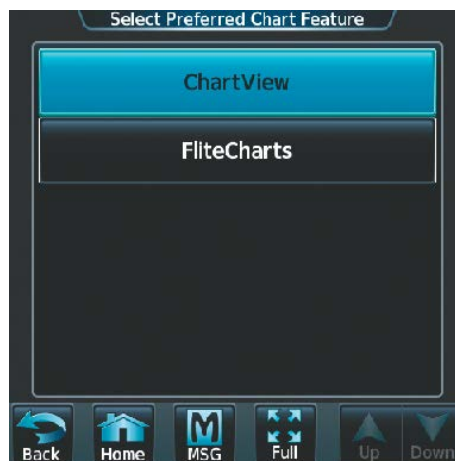 Select Preferred Chart Feature
ChartView
FliteCharts
M
Back Home MSG Full Up Down